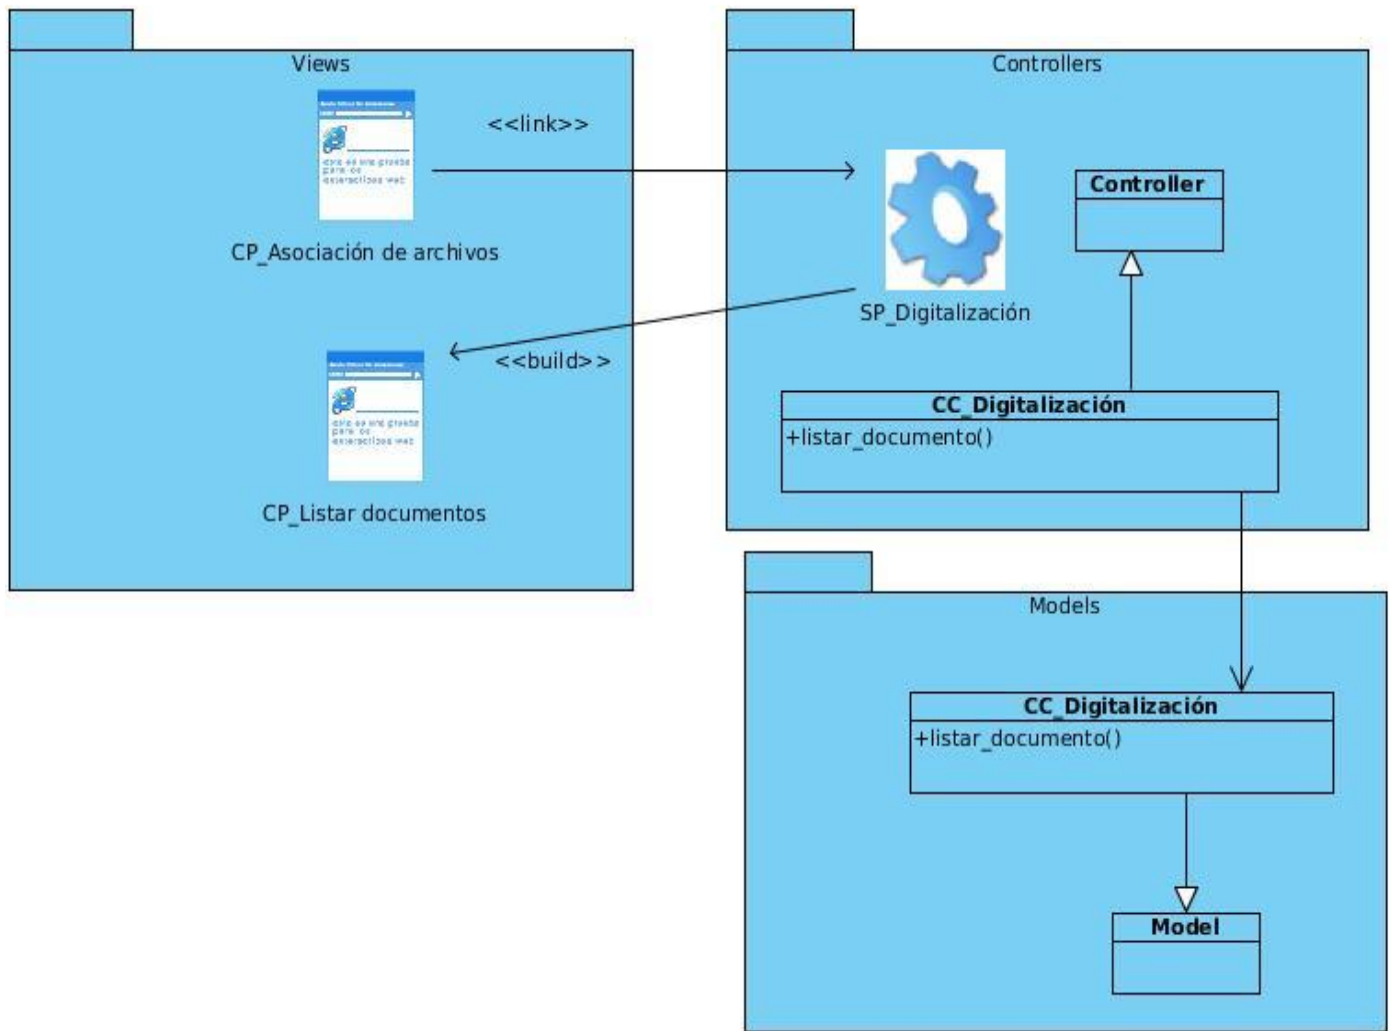 Views
<<link>>
CP_Asociación de archivos
<<build>>
CP_Listar documentos
Controllers
SP_Digitalización
Controller
CC_Digitalización
+listar_documento()
Models
CC_Digitalización
+listar_documento()
Model